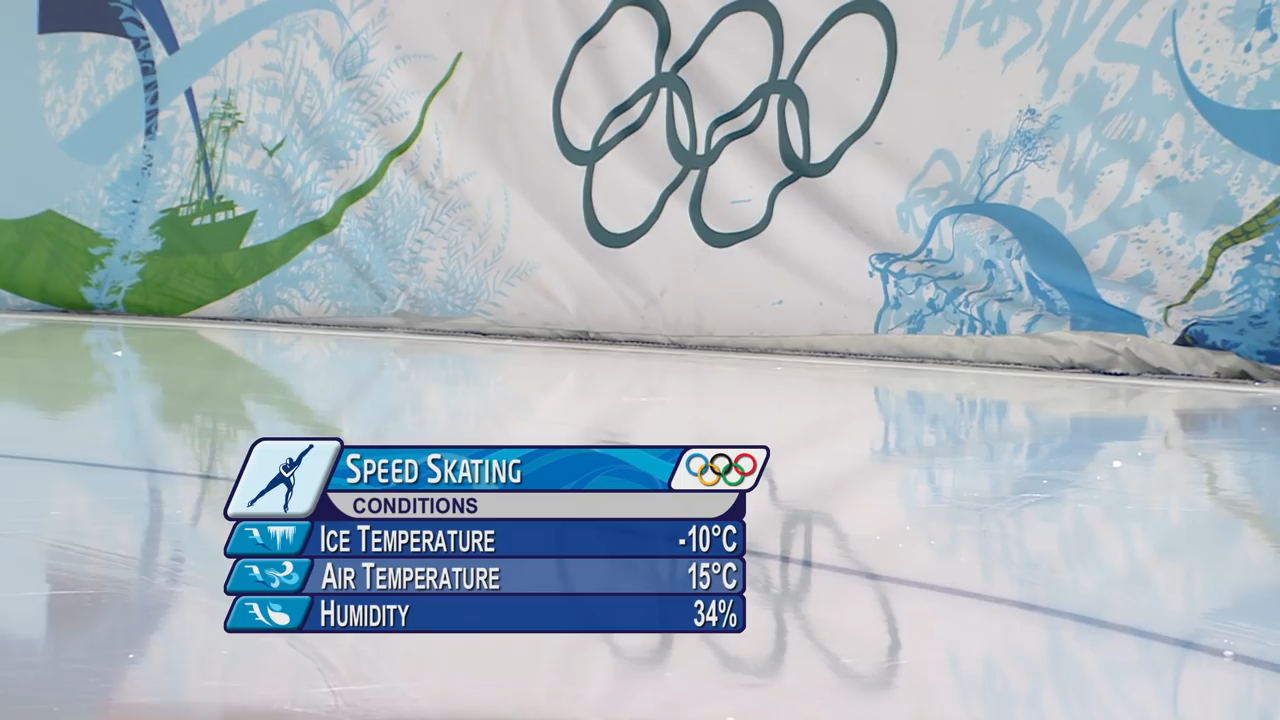 SPEED SKATING
CONDITIONS
ICE TEMPERATURE -10°C
AIR TEMPERATURE 15°C
HUMIDITY 34%